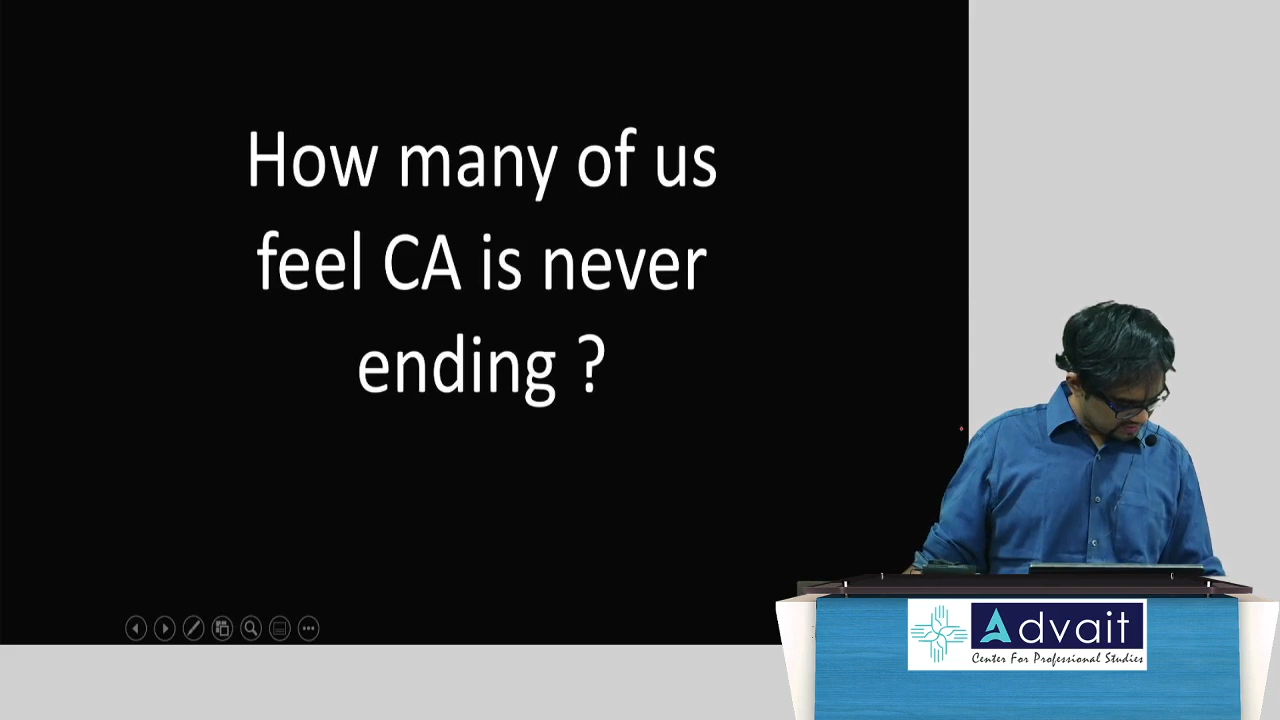 How many of us
feel CA is never
ending ?
Advait
Center For Professional Studies